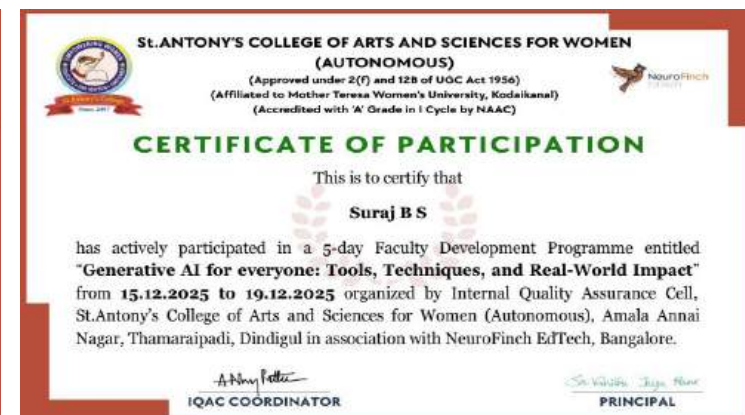 St.ANTONY'S COLLEGE OF ARTS AND SCIENCES FOR WOMEN
(AUTONOMOUS)
(Approved under 2(f) and 12B of UGC Act 1956)
(Affiliated to Mother Teresa Women's University, Kodaikanal)
(Accredited with 'A' Grade in I Cycle by NAAC)
St.Antony's College
NeuroFinch
EdTech
CERTIFICATE OF PARTICIPATION
This is to certify that
Suraj B S
has actively participated in a 5-day Faculty Development Programme entitled
"Generative AI for everyone: Tools, Techniques, and Real-World Impact"
from 15.12.2025 to 19.12.2025 organized by Internal Quality Assurance Cell,
St.Antony's College of Arts and Sciences for Women (Autonomous), Amala Annai
Nagar, Thamaraipadi, Dindigul in association with NeuroFinch EdTech, Bangalore.
IQAC COORDINATOR
PRINCIPAL